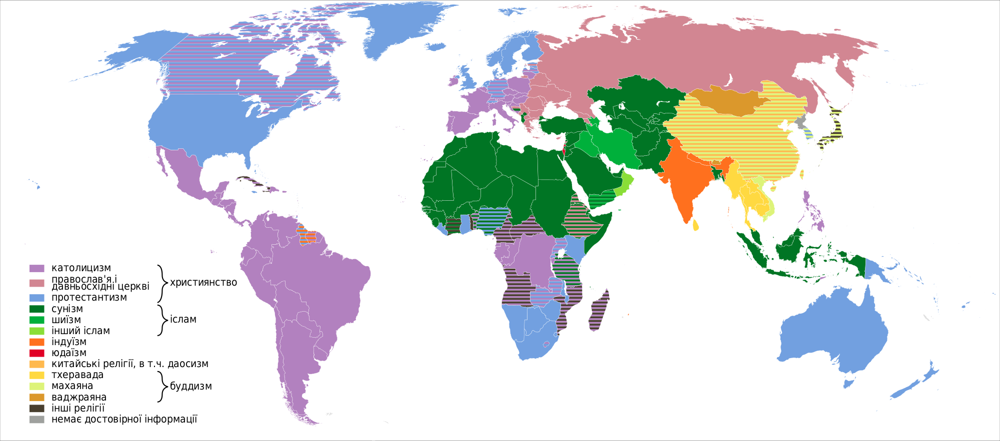 католицизм
православ'я і
давньосхідні церкві
протестантизм
християнство
сунізм
шиїзм
інший іслам
іслам
індуїзм
юдаїзм
китайські релігії, в т.ч. даосизм
тхеравада
махаяна
ваджраяна
буддизм
інші релігії
немає достовірної інформації